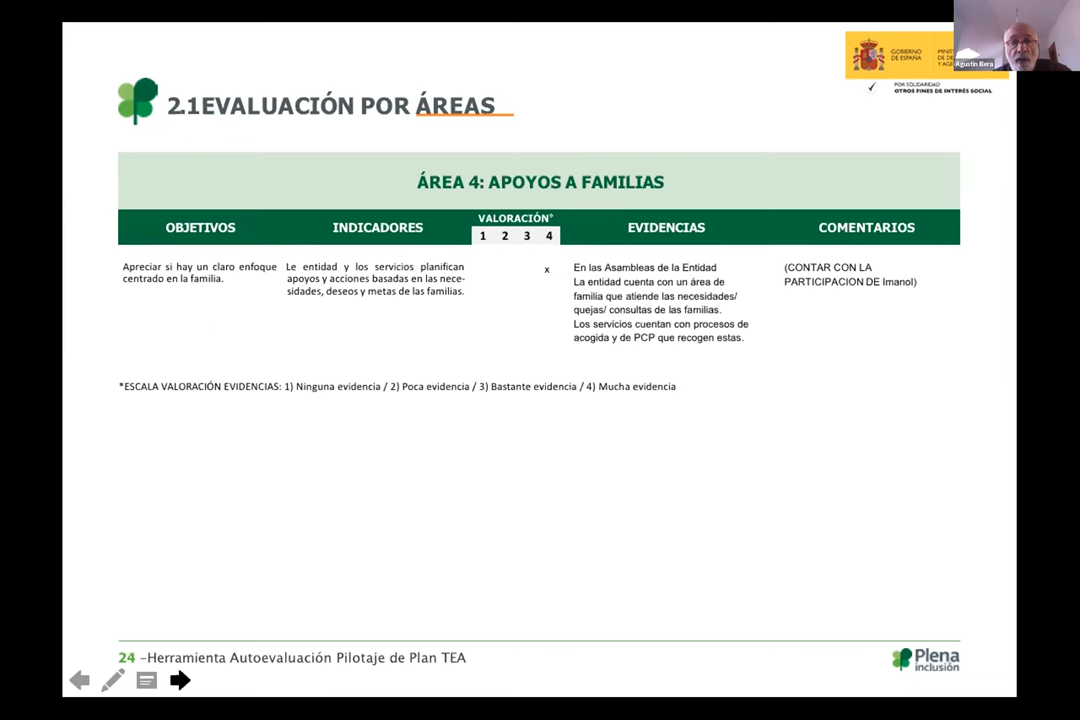 GOBIERNO
DE ESPAÑA
Agustín Bera
POR SOLIDARIDAD
OTROS FINES DE INTERÉS SOCIAL
2.1EVALUACIÓN POR ÁREAS
ÁREA 4: APOYOS A FAMILIAS
OBJETIVOS
INDICADORES
VALORACIÓN*
1 2 3 4
EVIDENCIAS
COMENTARIOS
Apreciar si hay un claro enfoque
centrado en la familia.
Le entidad y los servicios planifican
apoyos y acciones basadas en las nece-
sidades, deseos y metas de las familias.
x
En las Asambleas de la Entidad
La entidad cuenta con un área de
familia que atiende las necesidades/
quejas/ consultas de las familias.
Los servicios cuentan con procesos de
acogida y de PCP que recogen estas.
(CONTAR CON LA
PARTICIPACION DE Imanol)
*ESCALA VALORACIÓN EVIDENCIAS: 1) Ninguna evidencia / 2) Poca evidencia / 3) Bastante evidencia / 4) Mucha evidencia
24 –Herramienta Autoevaluación Pilotaje de Plan TEA
Plena
inclusión